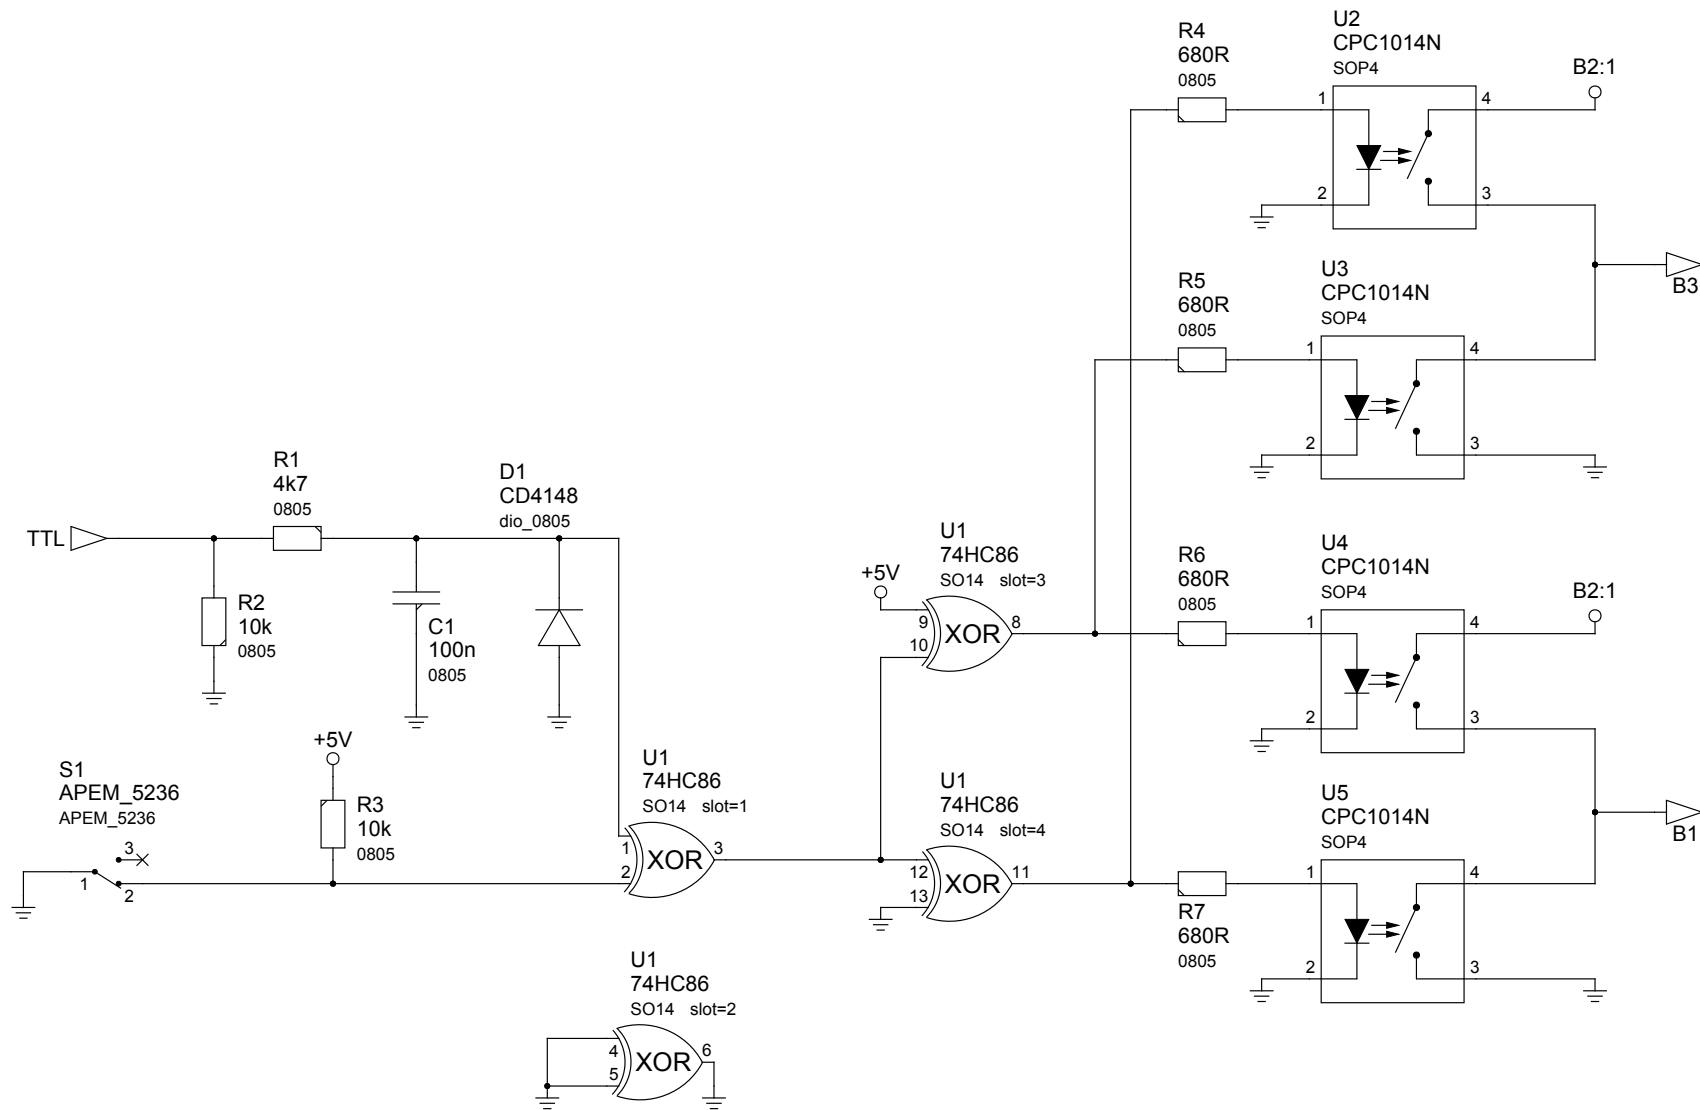 R4
680R
0805
U2
CPC1014N
SOP4
1
2
4
3
B2:1
B3
R5
680R
0805
U3
CPC1014N
SOP4
1
2
4
3
TTL
R1
4k7
0805
R2
10k
0805
C1
100n
0805
D1
CD4148
dio_0805
+5V
U1
74HC86
SO14 slot=3
9
10
XOR
8
R6
680R
0805
U4
CPC1014N
SOP4
1
2
4
3
B2:1
B1
S1
APEM_5236
APEM_5236
3
1
2
+5V
R3
10k
0805
U1
74HC86
SO14 slot=1
1
2
XOR
3
U1
74HC86
SO14 slot=4
12
13
XOR
11
R7
680R
0805
U5
CPC1014N
SOP4
1
2
4
3
U1
74HC86
SO14 slot=2
4
5
XOR
6